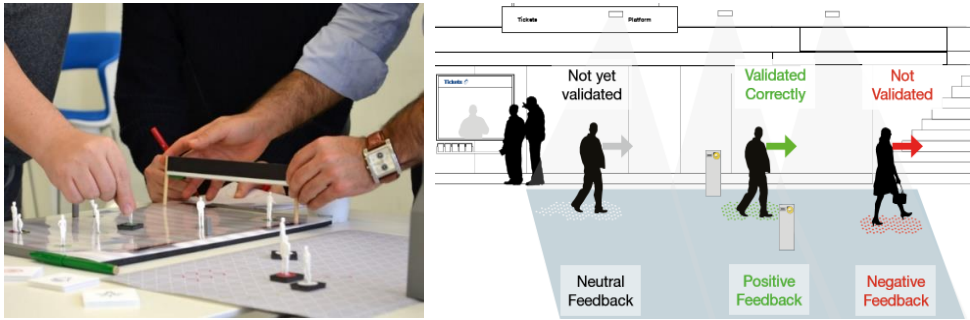 Tickets
Platform
Tickets
Not yet
validated
Validated
Correctly
Not
Validated
Neutral
Feedback
Positive
Feedback
Negative
Feedback